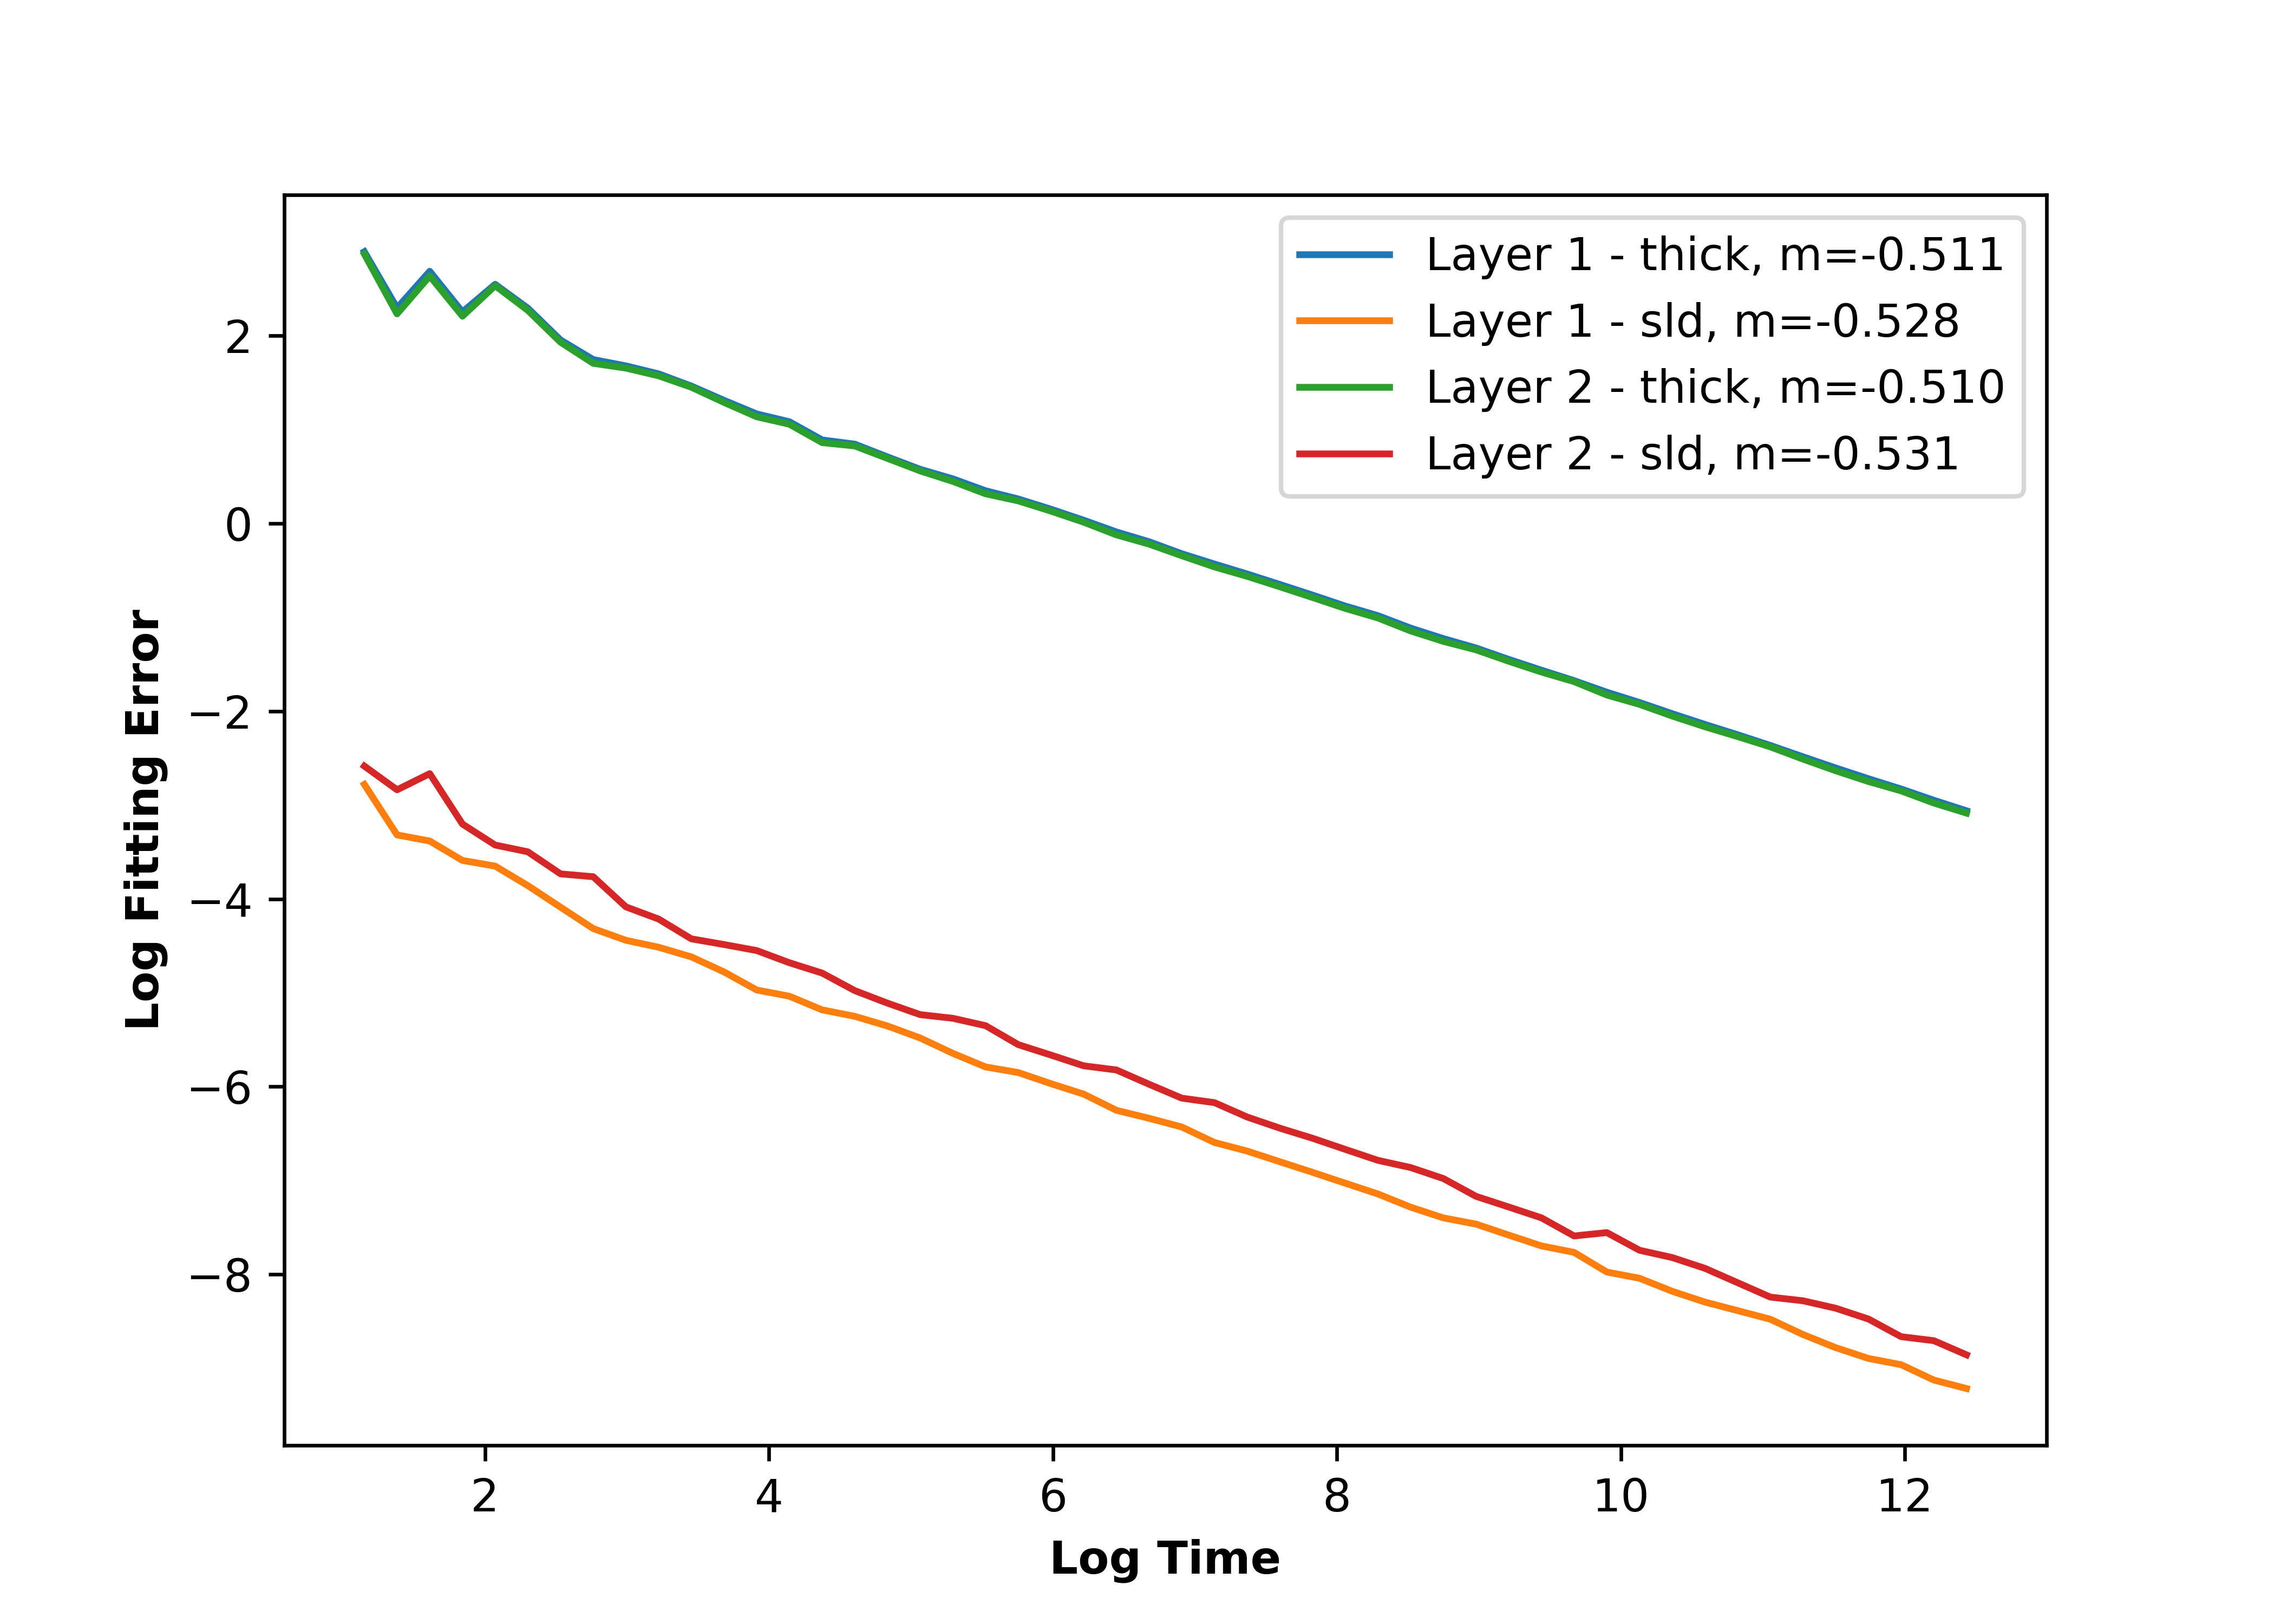 Layer 1 - thick, m=-0.511
Layer 1 - sld, m=-0.528
Layer 2 - thick, m=-0.510
Layer 2 - sld, m=-0.531
2
0
−2
−4
−6
−8
Log Fitting Error
2 4 6 8 10 12
Log Time